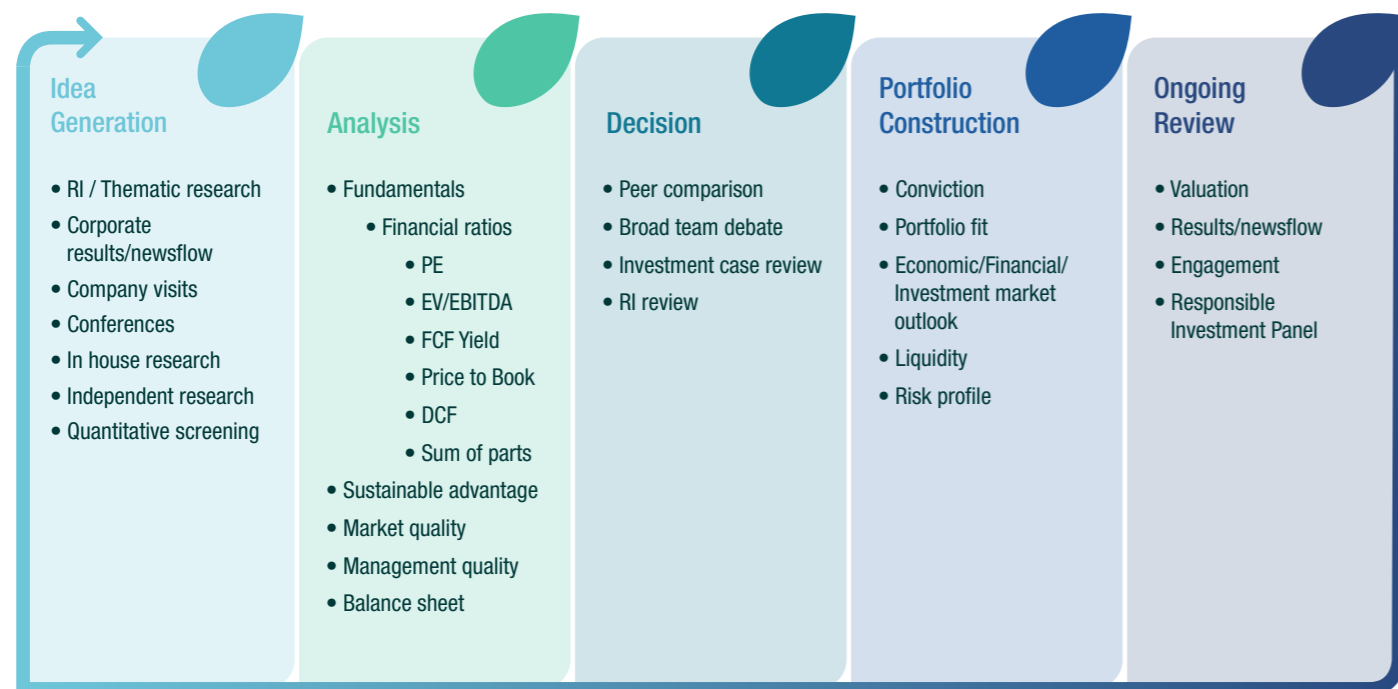 Idea
Generation
• RI / Thematic research
• Corporate
results/newsflow
• Company visits
• Conferences
• In house research
• Independent research
• Quantitative screening
Analysis
• Fundamentals
• Financial ratios
• PE
• EV/EBITDA
• FCF Yield
• Price to Book
• DCF
• Sum of parts
• Sustainable advantage
• Market quality
• Management quality
• Balance sheet
Decision
• Peer comparison
• Broad team debate
• Investment case review
• RI review
Portfolio
Construction
• Conviction
• Portfolio fit
• Economic/Financial/
Investment market
outlook
• Liquidity
• Risk profile
Ongoing
Review
• Valuation
• Results/newsflow
• Engagement
• Responsible
Investment Panel